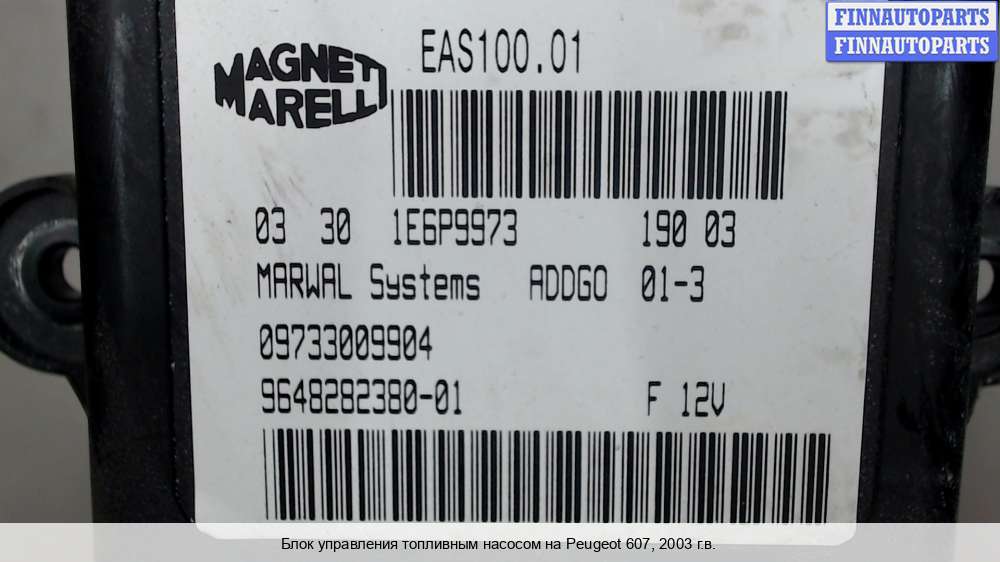 FINNAUTOPARTS
FINNAUTOPARTS
MAGNETI MARELLI
EAS100.01
03 30 1E6P9973 190 03
MARWAL Systems ADDGO 01-3
09733009904
9648282380-01 F 12V
Блок управления топливным насосом на Peugeot 607, 2003 г.в.